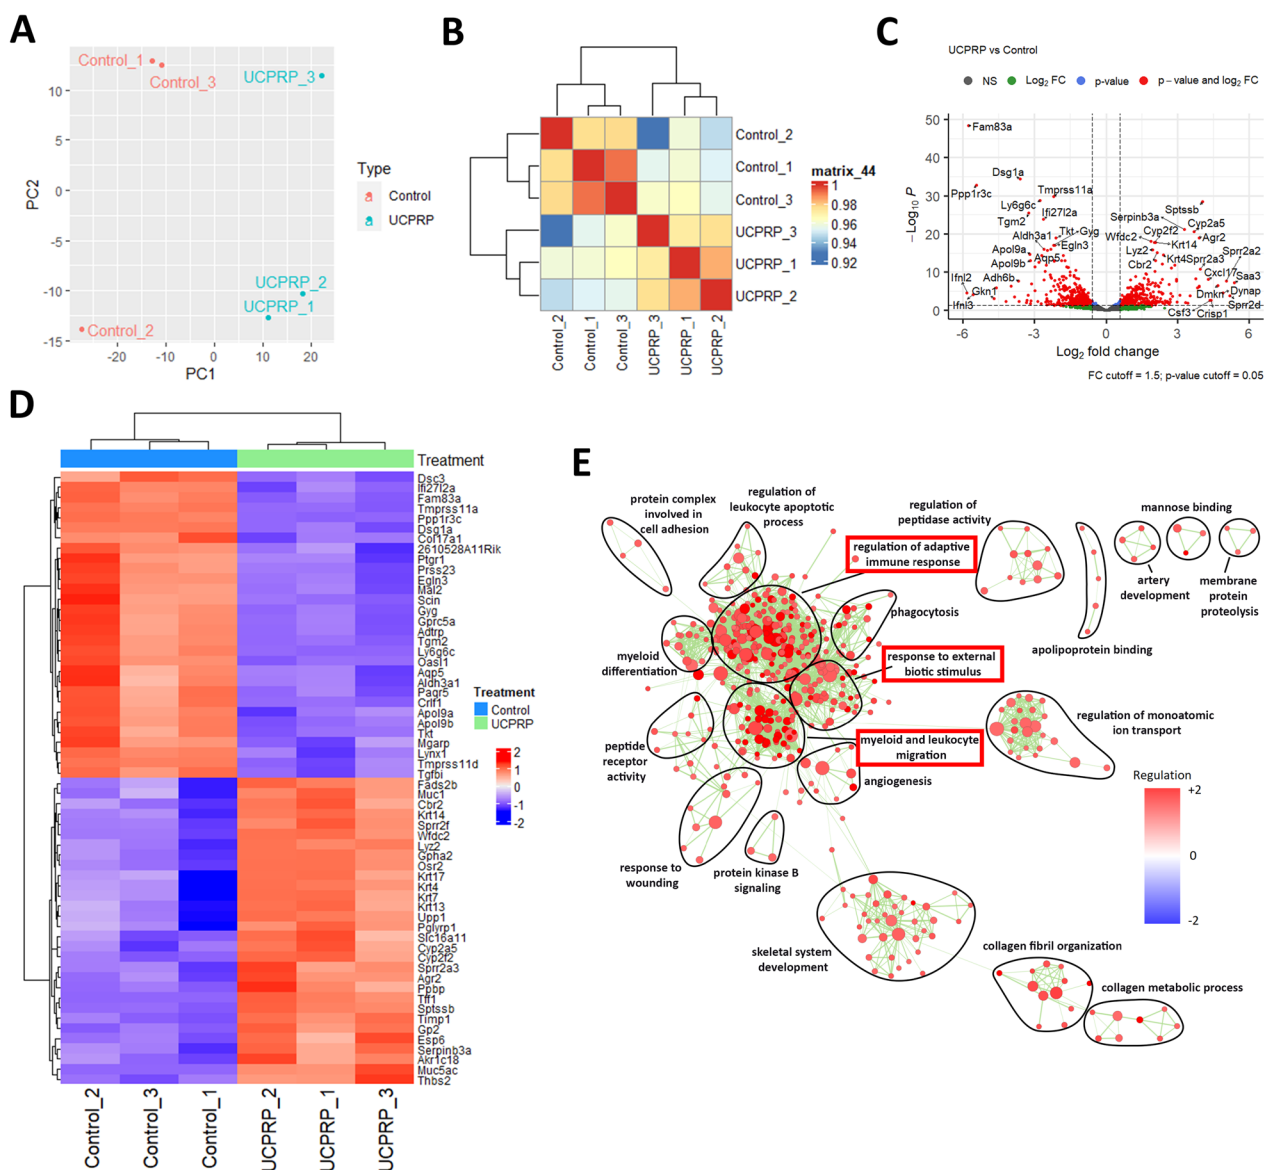 A
Control_1
Control_3
UCPRP_3
UCPRP_2
UCPRP_1
Control_2
10
5
0
-5
-10
-15
-20
-10
0
10
20
PC2
PC1
Type
Control
UCPRP
B
Control_2
Control_1
Control_3
UCPRP_3
UCPRP_1
UCPRP_2
Control_2
Control_1
Control_3
UCPRP_3
UCPRP_1
UCPRP_2
matrix_44
1
0.98
0.96
0.94
0.92
C
UCPRP vs Control
NS
Log2 FC
p-value
p – value and log2 FC
50
40
30
20
10
0
– Log10 P
Fam83a
Dsg1a
Ppp1r3c
Tmprss11a
Ly6g6c
Ifi27l2a
Tgm2
Sptssb
Serpinb3a
Cyp2a5
Aldh3a1
Tkt
Gyg
Wfdc2
Cyp2f2
Agr2
Egln3
Krt14
Apol9a
Aqp5
Lyz2
Sprr2a2
Krt4
Sprr2a3
Apol9b
Cbr2
Cxcl17
Saa3
Ifnl2
Adh6b
Gkn1
Dmkn
Dynap
Ifnl3
Csf3
Crisp1
Sprr2d
-6
-3
0
3
6
Log2 fold change
FC cutoff = 1.5; p-value cutoff = 0.05
D
Treatment
Dsc3
Ifi27l2a
Fam83a
Tmprss11a
Ppp1r3c
Dsg1a
Col17a1
2610528A11Rik
Ptgr1
Prss23
Egln3
Mal2
Scin
Gyg
Gprc5a
Adtrp
Tgm2
Ly6g6c
Oasl1
Aqp5
Aldh3a1
Paqr5
Crlf1
Apol9a
Apol9b
Tkt
Mgarp
Lynx1
Tmprss11d
Tgfbi
Fads2b
Muc1
Cbr2
Krt14
Sprr2f
Wfdc2
Lyz2
Gpha2
Osr2
Krt17
Krt4
Krt7
Krt13
Upp1
Pglyrp1
Slc16a11
Cyp2a5
Cyp2f2
Sprr2a3
Agr2
Ppbp
Tff1
Sptssb
Timp1
Gp2
Esp6
Serpinb3a
Akr1c18
Muc5ac
Thbs2
Control_2
Control_3
Control_1
UCPRP_2
UCPRP_1
UCPRP_3
Treatment
Control
UCPRP
2
1
0
-1
-2
E
protein complex
involved in
cell adhesion
regulation of
leukocyte apoptotic
process
regulation of
peptidase activity
regulation of adaptive
immune response
mannose binding
artery
development
membrane
protein
proteolysis
phagocytosis
apolipoprotein binding
myeloid
differentiation
response to external
biotic stimulus
regulation of monoatomic
ion transport
myeloid and leukocyte
migration
peptide
receptor
activity
angiogenesis
Regulation
+2
0
-2
response to
wounding
protein kinase B
signaling
skeletal system
development
collagen fibril organization
collagen metabolic process